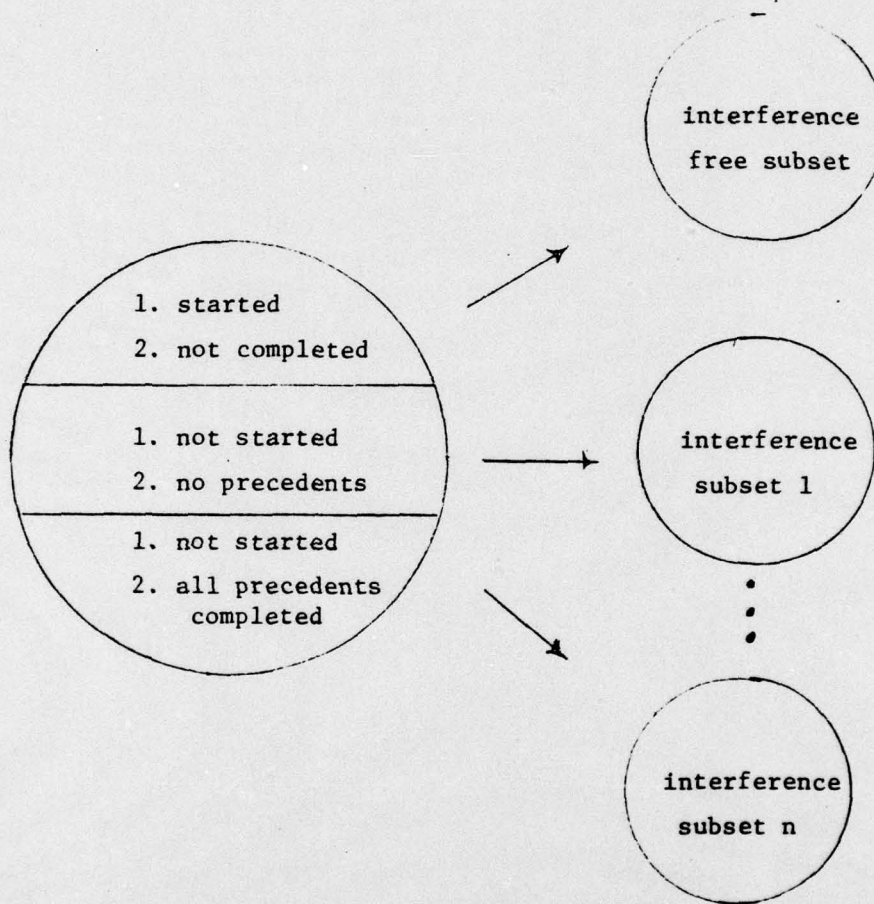 interference
free subset
1. started
2. not completed
1. not started
2. no precedents
1. not started
2. all precedents
completed
interference
subset 1
interference
subset n